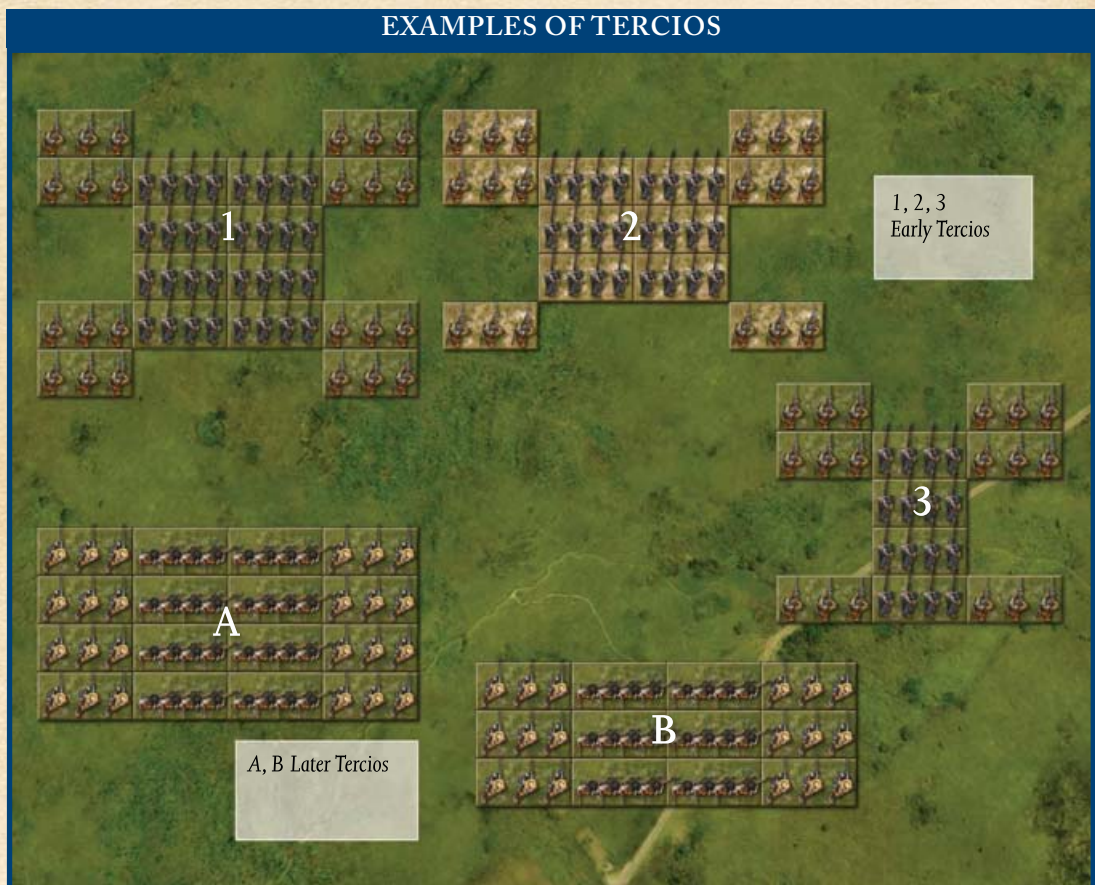 EXAMPLES OF TERCIOS
1
2
1, 2, 3
Early Tercios
3
A
B
A, B Later Tercios